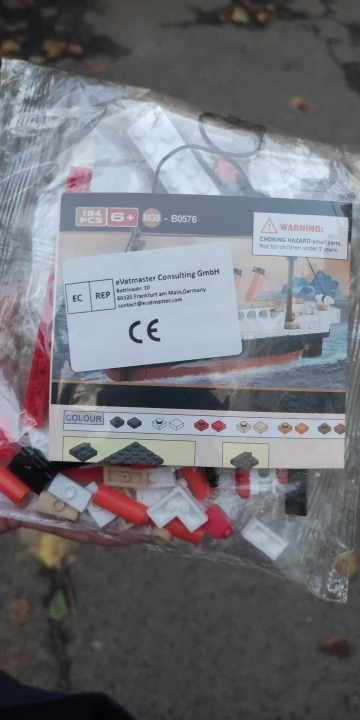 194
PCS
6+
M38 - B0576
WARNING:
CHOKING HAZARD-small parts,
Not for children under 3 years.
EC REP
eVatmaster Consulting GmbH
Bettinastr. 30
60325 Frankfurt am Main,Germany
contact@evatmaster.com
CE
COLOUR